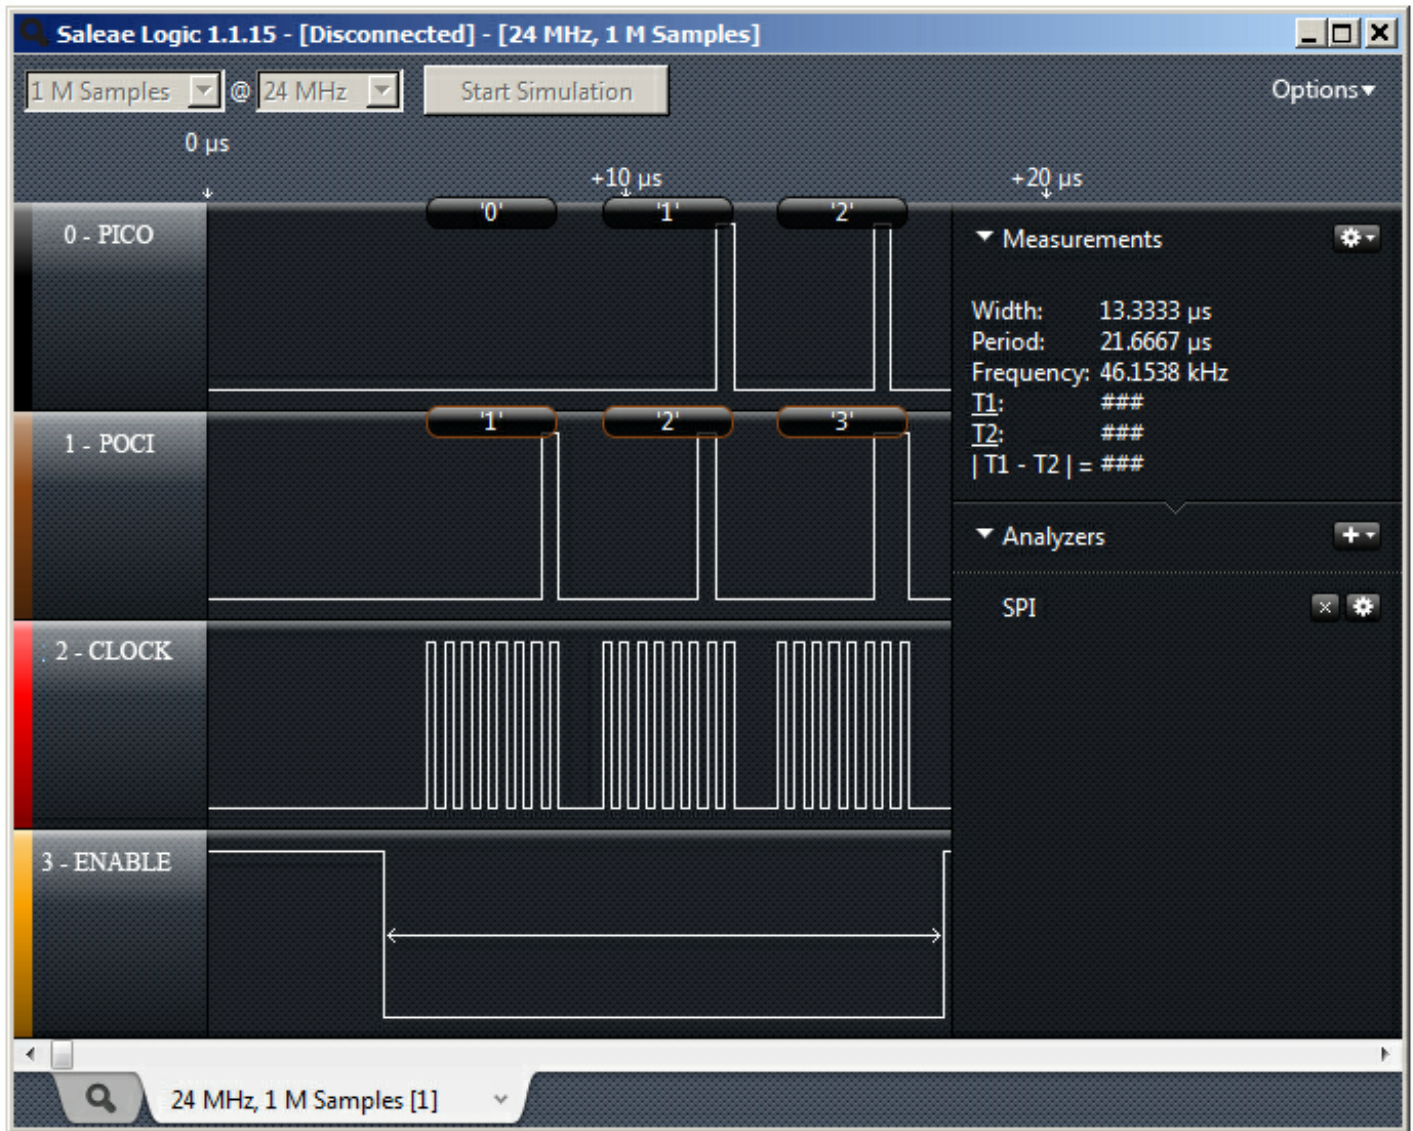 Saleae Logic 1.1.15 - [Disconnected] - [24 MHz, 1 M Samples]
1 M Samples @ 24 MHz Start Simulation Options
0 µs
+10 µs +20 µs
0 - PICO
'0' '1' '2'
Measurements
Width: 13.3333 µs
Period: 21.6667 µs
Frequency: 46.1538 kHz
T1: ###
T2: ###
| T1 - T2 | = ###
1 - POCI
'1' '2' '3'
Analyzers
SPI
2 - CLOCK
3 - ENABLE
24 MHz, 1 M Samples [1]